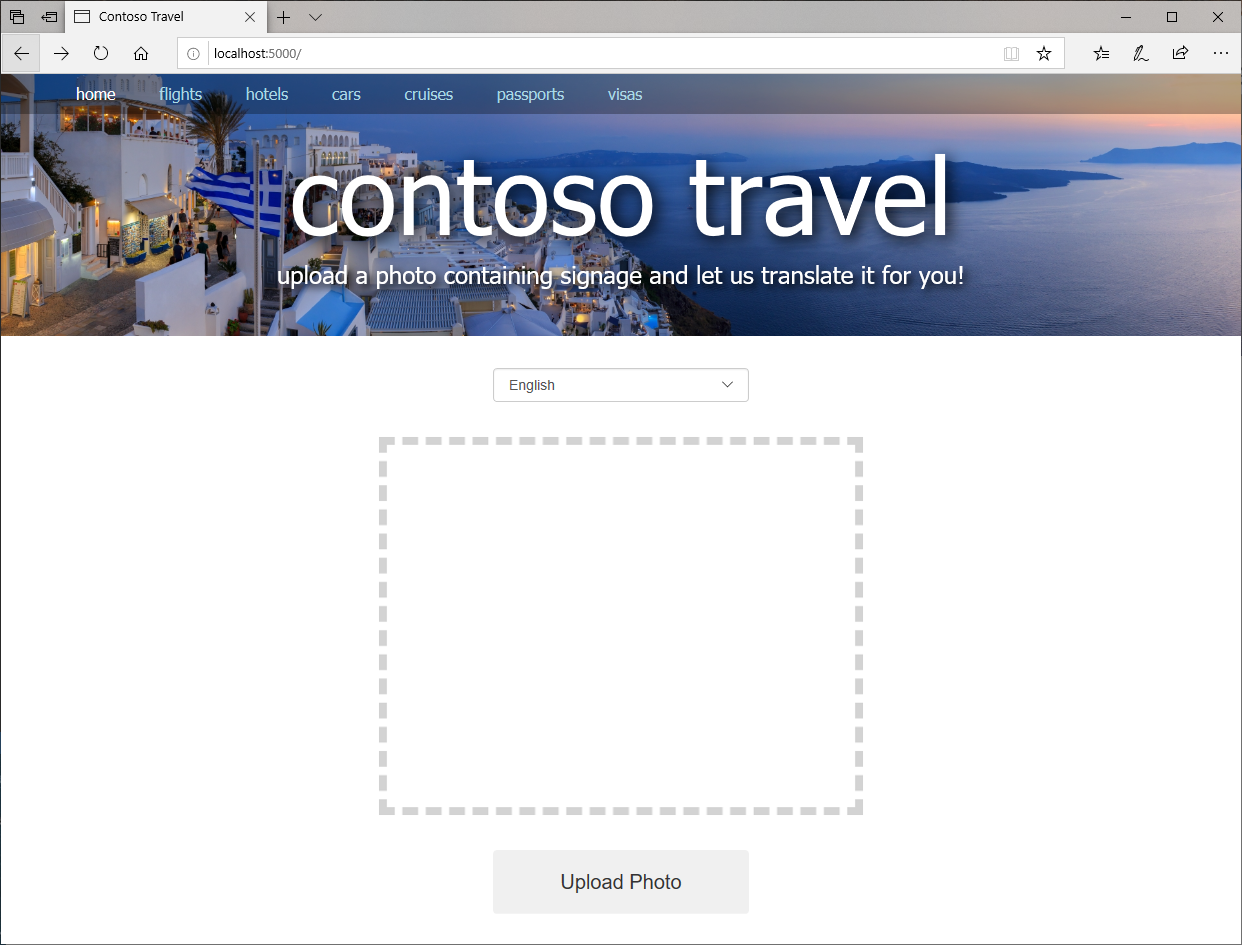 Contoso Travel
localhost:5000/
home flights hotels cars cruises passports visas
contoso travel
upload a photo containing signage and let us translate it for you!
English
Upload Photo